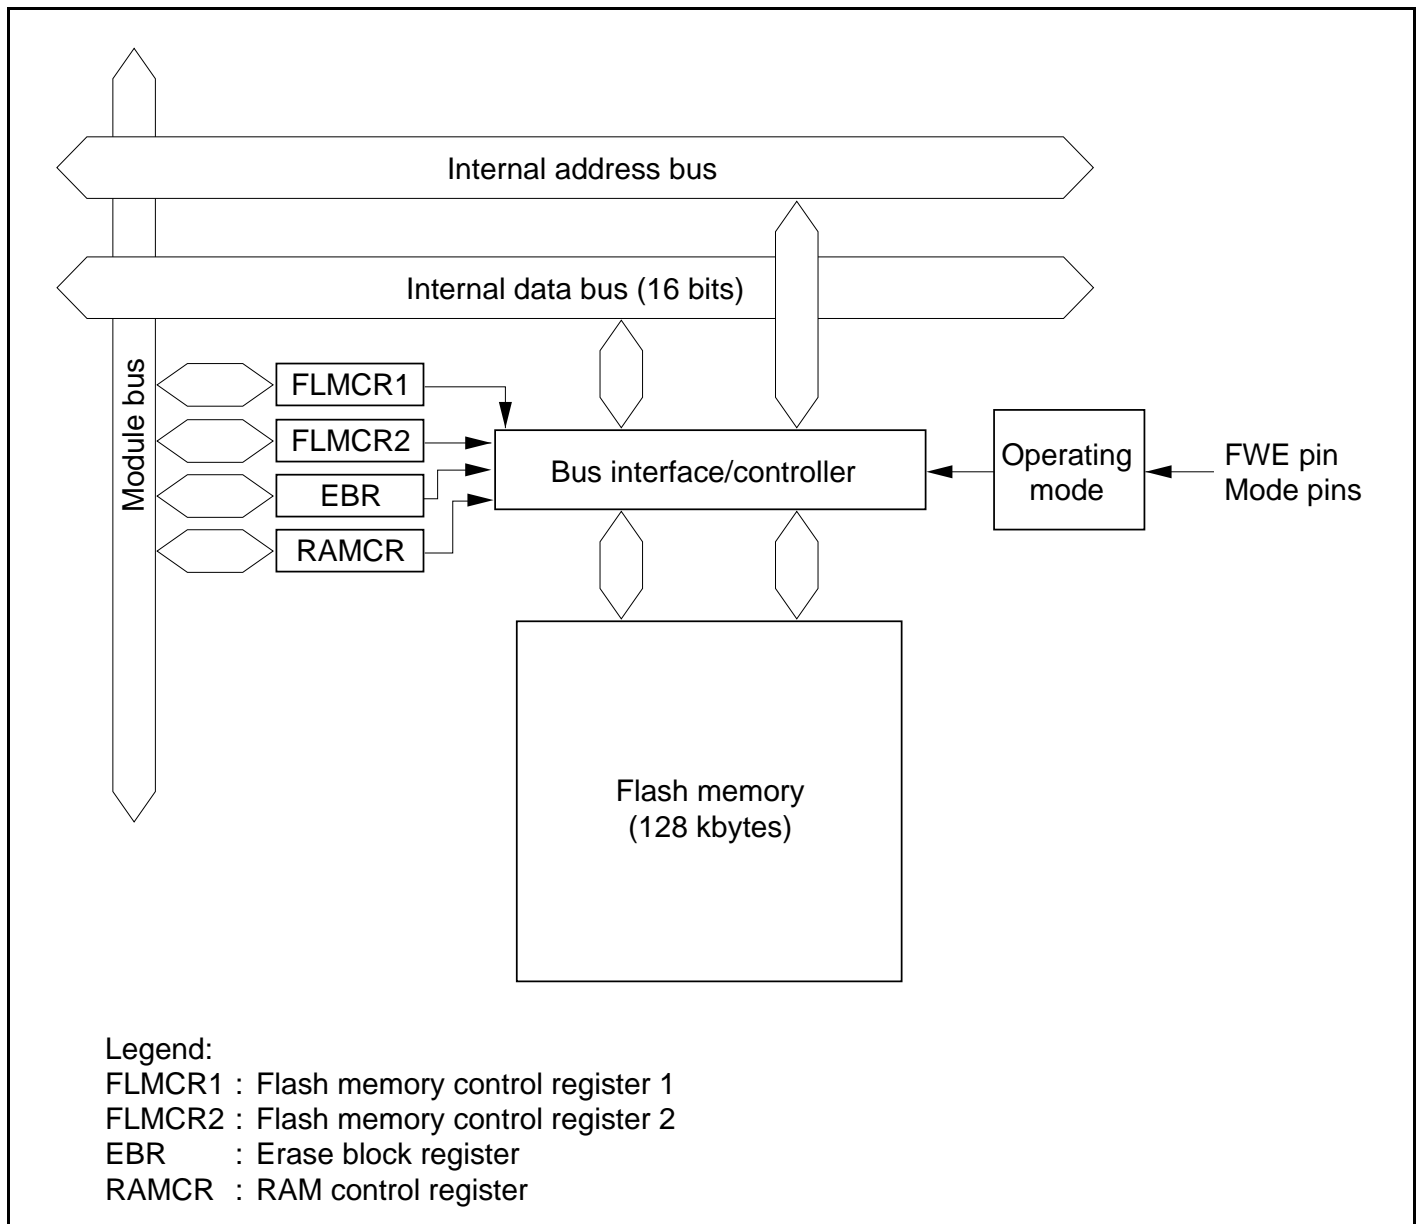 Internal address bus
Internal data bus (16 bits)
Module bus
FLMCR1
FLMCR2
EBR
RAMCR
Bus interface/controller
Operating
mode
FWE pin
Mode pins
Flash memory
(128 kbytes)
Legend:
FLMCR1 : Flash memory control register 1
FLMCR2 : Flash memory control register 2
EBR : Erase block register
RAMCR : RAM control register